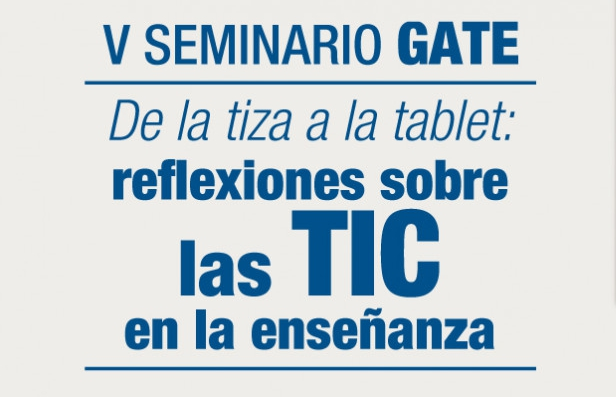 V SEMINARIO GATE
De la tiza a la tablet:
reflexiones sobre
las TIC
en la enseñanza